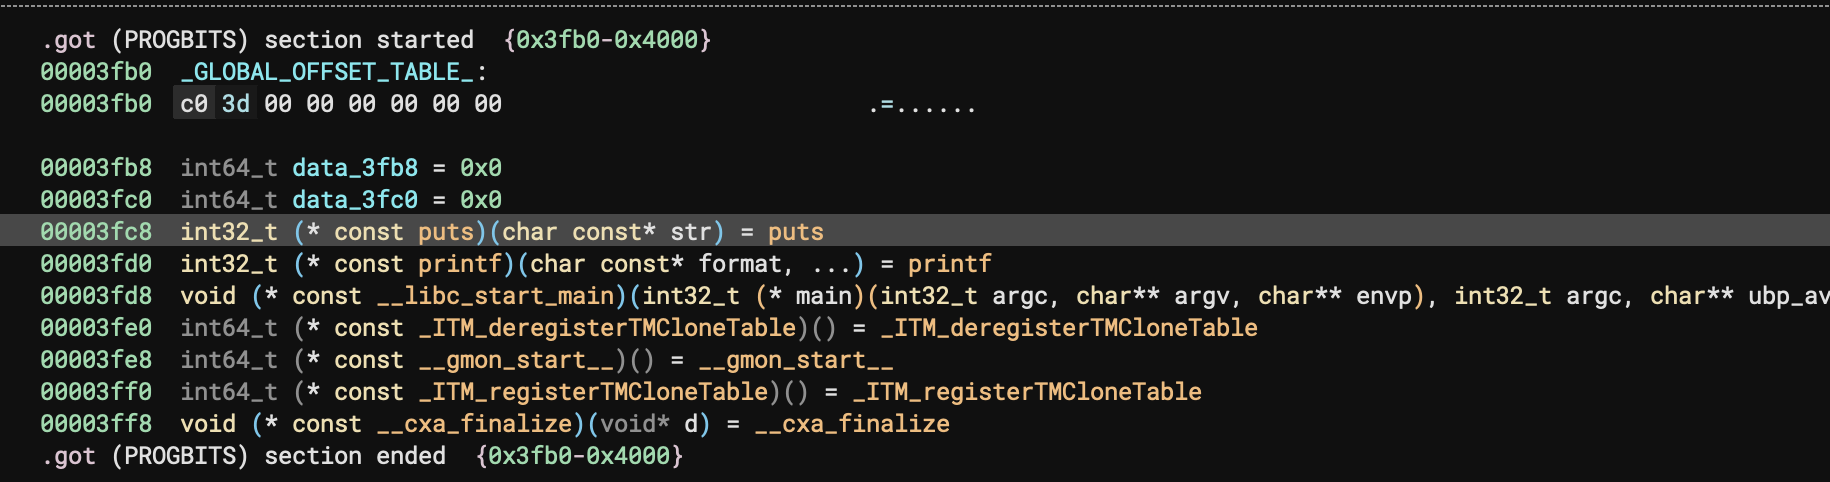 .got (PROGBITS) section started  {0x3fb0-0x4000}
00003fb0  _GLOBAL_OFFSET_TABLE_:
00003fb0  c0 3d 00 00 00 00 00 00                          .=......
00003fb8  int64_t data_3fb8 = 0x0
00003fc0  int64_t data_3fc0 = 0x0
00003fc8  int32_t (* const puts)(char const* str) = puts
00003fd0  int32_t (* const printf)(char const* format, ...) = printf
00003fd8  void (* const __libc_start_main)(int32_t (* main)(int32_t argc, char** argv, char** envp), int32_t argc, char** ubp_av
00003fe0  int64_t (* const _ITM_deregisterTMCloneTable)() = _ITM_deregisterTMCloneTable
00003fe8  int64_t (* const __gmon_start__)() = __gmon_start__
00003ff0  int64_t (* const _ITM_registerTMCloneTable)() = _ITM_registerTMCloneTable
00003ff8  void (* const __cxa_finalize)(void* d) = __cxa_finalize
.got (PROGBITS) section ended  {0x3fb0-0x4000}